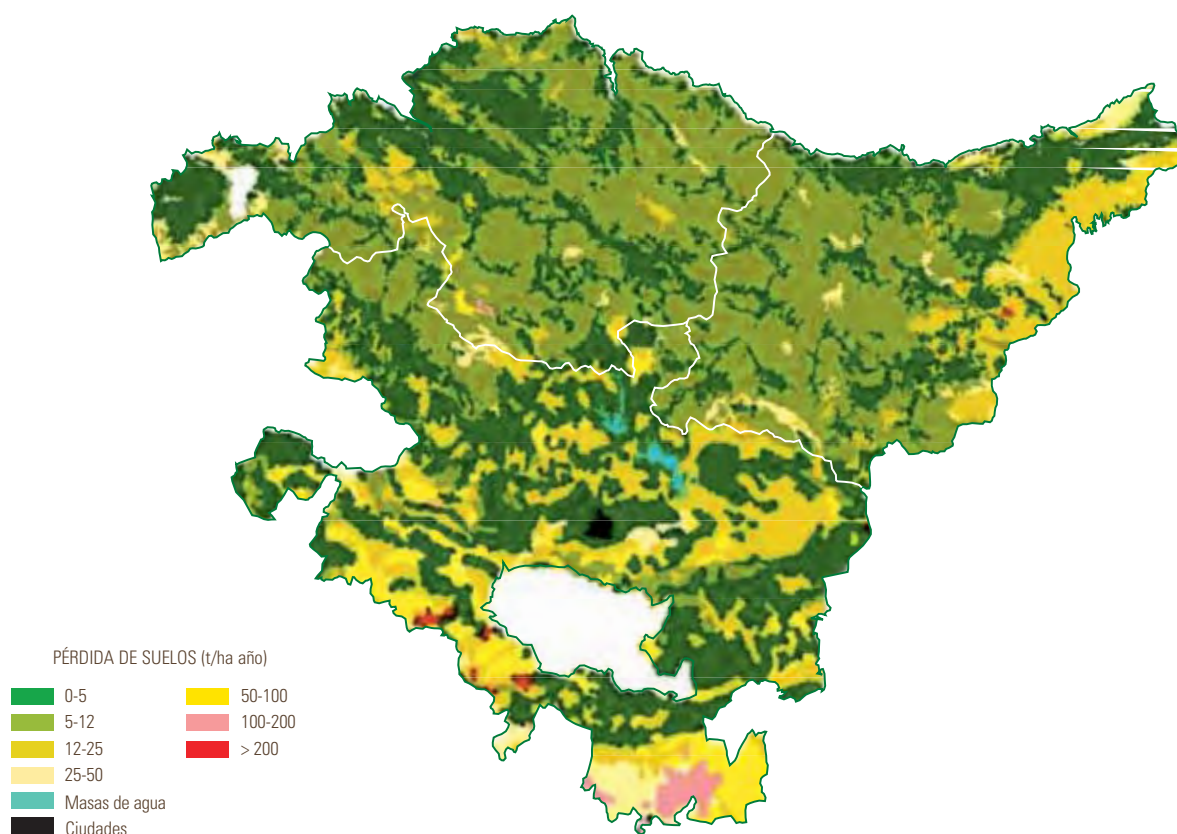 PÉRDIDA DE SUELOS (t/ha año)
0-5
5-12
12-25
25-50
Masas de agua
Ciudades
50-100
100-200
> 200